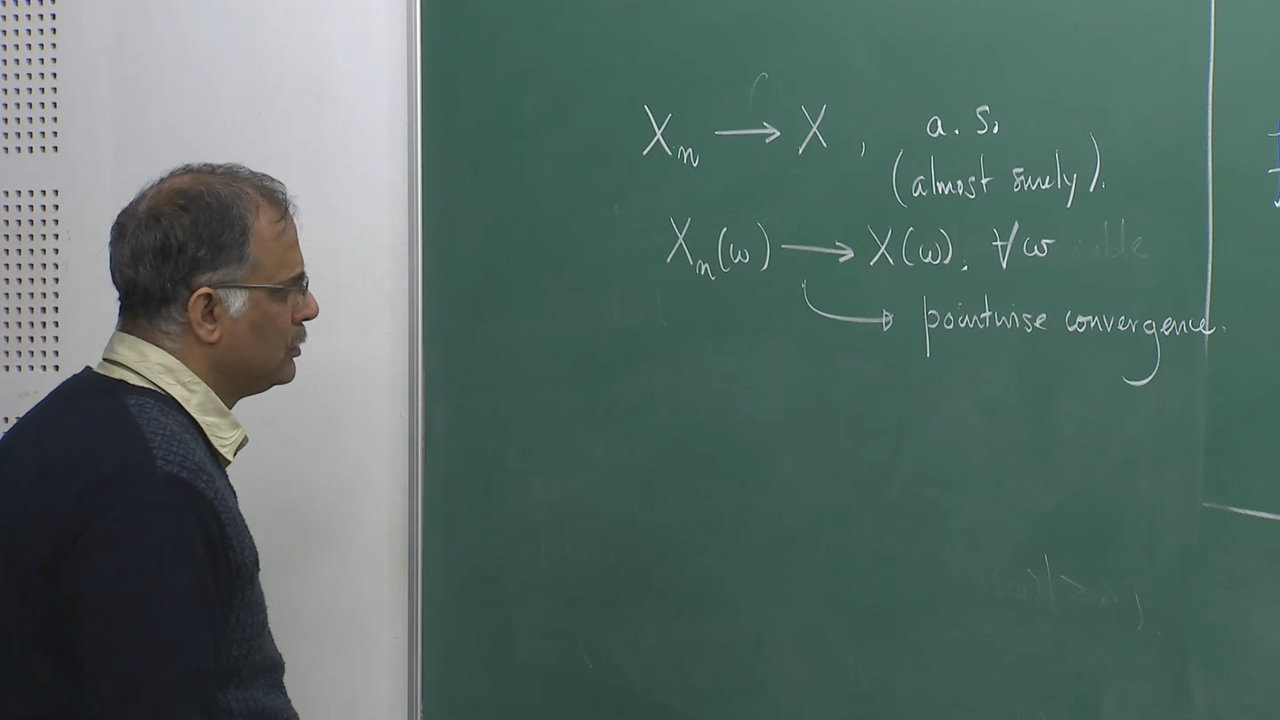 Xₙ → X , a. s.
(almost surely).
Xₙ(ω) → X(ω). ∀ω
↳ pointwise convergence.